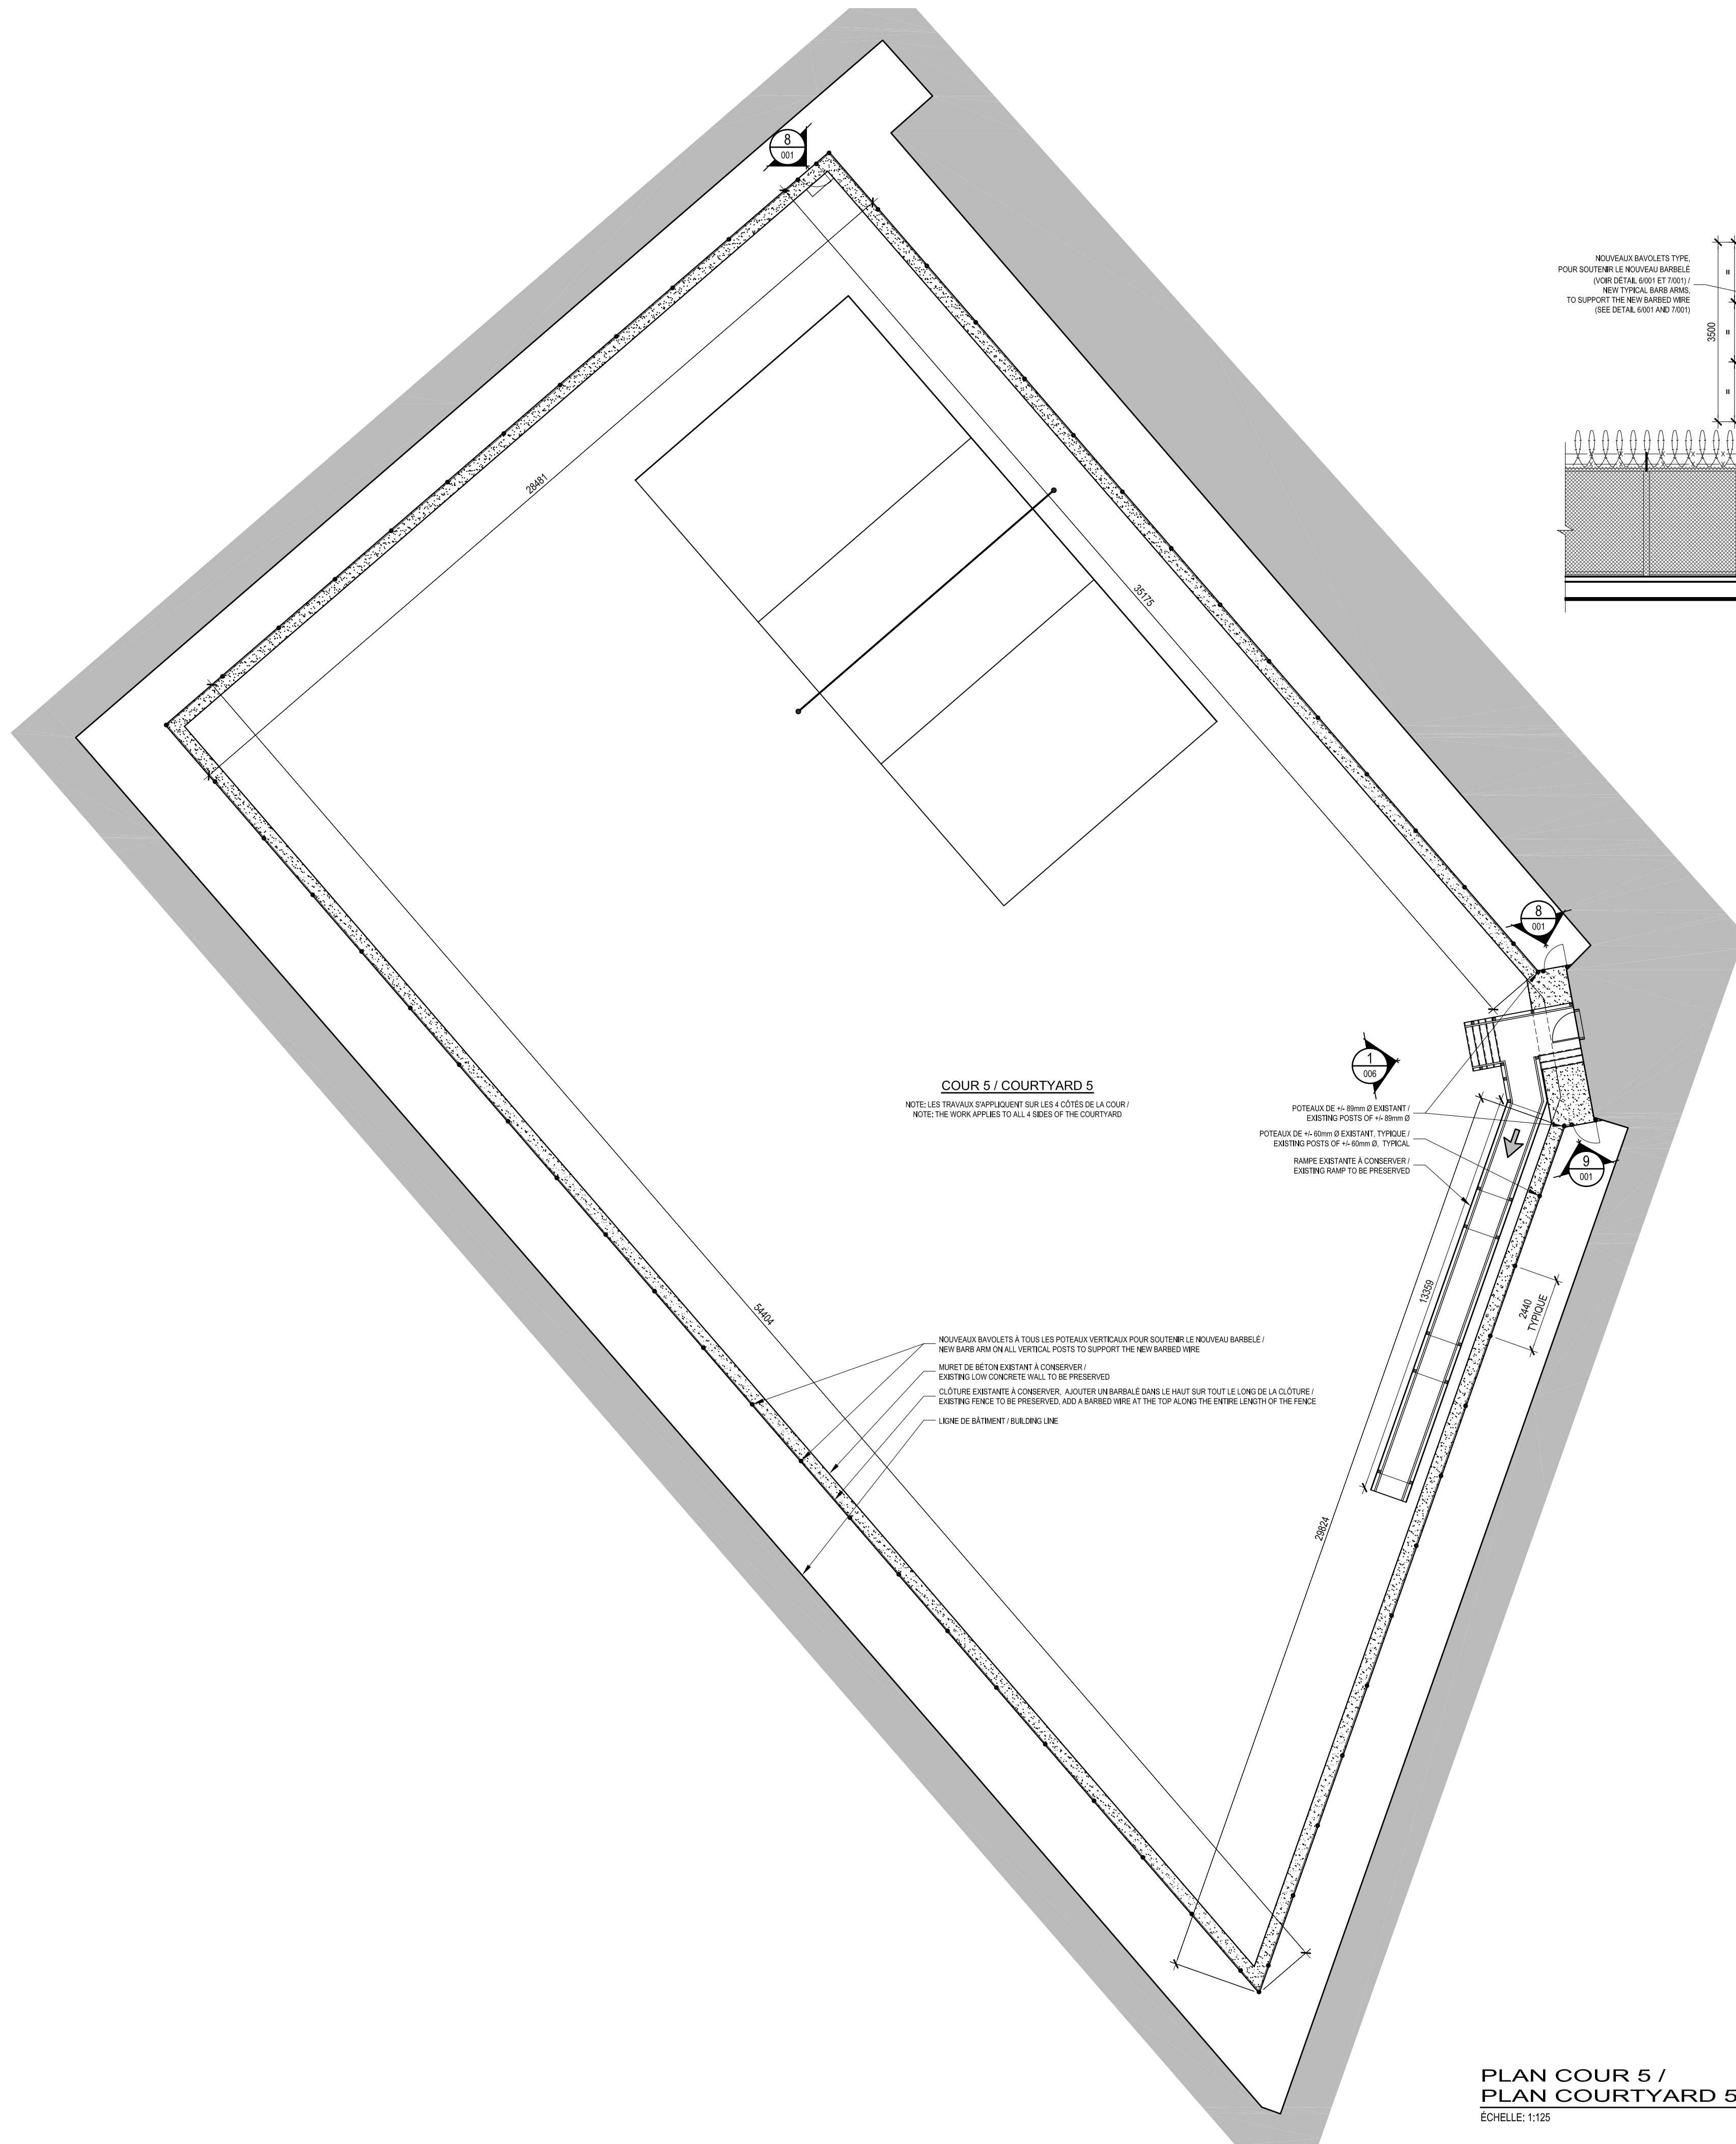 8
001
NOUVEAUX BAVOLETS TYPE,
POUR SOUTENIR LE NOUVEAU BARBELÉ
(VOIR DÉTAIL 6/001 ET 7/001) /
NEW TYPICAL BARB ARMS,
TO SUPPORT THE NEW BARBED WIRE
(SEE DETAIL 6/001 AND 7/001)
3500
=
=
=
28481
35175
8
001
1
006
COUR 5 / COURTYARD 5
NOTE: LES TRAVAUX S'APPLIQUENT SUR LES 4 CÔTÉS DE LA COUR /
NOTE: THE WORK APPLIES TO ALL 4 SIDES OF THE COURTYARD
POTEAUX DE +/- 89mm Ø EXISTANT /
EXISTING POSTS OF +/- 89mm Ø
POTEAUX DE +/- 60mm Ø EXISTANT, TYPIQUE /
EXISTING POSTS OF +/- 60mm Ø, TYPICAL
RAMPE EXISTANTE À CONSERVER /
EXISTING RAMP TO BE PRESERVED
9
001
13359
2440
TYPIQUE
54404
NOUVEAUX BAVOLETS À TOUS LES POTEAUX VERTICAUX POUR SOUTENIR LE NOUVEAU BARBELÉ /
NEW BARB ARM ON ALL VERTICAL POSTS TO SUPPORT THE NEW BARBED WIRE
MURET DE BÉTON EXISTANT À CONSERVER /
EXISTING LOW CONCRETE WALL TO BE PRESERVED
CLÔTURE EXISTANTE À CONSERVER, AJOUTER UN BARBALÉ DANS LE HAUT SUR TOUT LE LONG DE LA CLÔTURE /
EXISTING FENCE TO BE PRESERVED, ADD A BARBED WIRE AT THE TOP ALONG THE ENTIRE LENGTH OF THE FENCE
LIGNE DE BÂTIMENT / BUILDING LINE
29824
PLAN COUR 5 /
PLAN COURTYARD 5
ÉCHELLE: 1:125